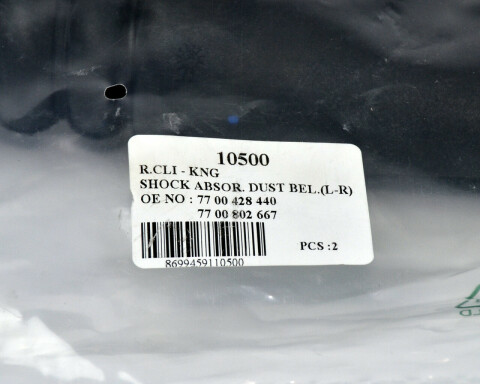 10500
R.CLI - KNG
SHOCK ABSOR. DUST BEL.(L-R)
OE NO : 77 00 428 440
77 00 802 667
PCS :2
8699459110500